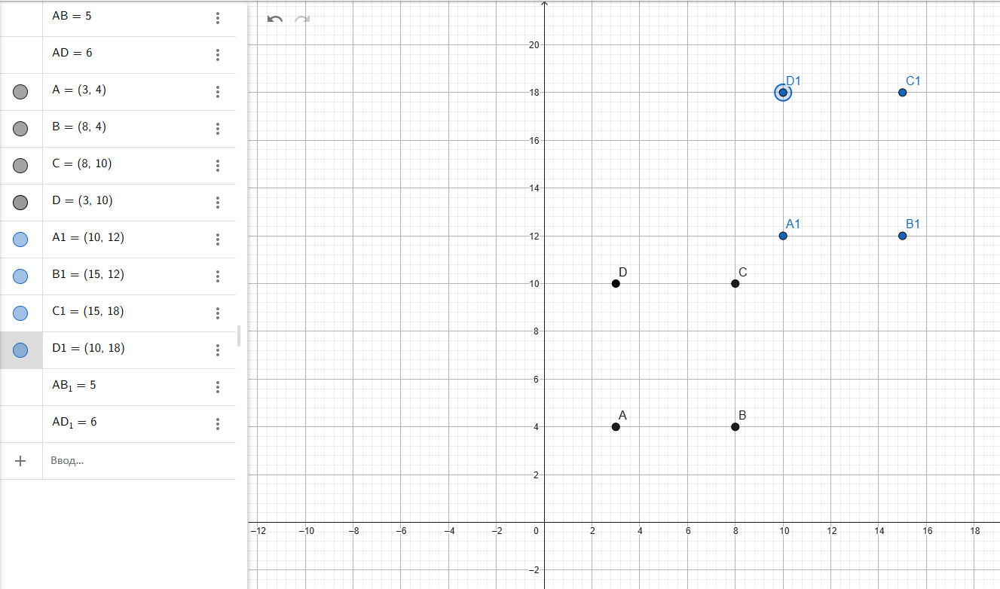 AB = 5
AD = 6
A = (3, 4)
B = (8, 4)
C = (8, 10)
D = (3, 10)
A1 = (10, 12)
B1 = (15, 12)
C1 = (15, 18)
D1 = (10, 18)
AB₁ = 5
AD₁ = 6
Ввод...
20
D1 C1
18
16
14
A1 B1
12
D C
10
8
6
A B
4
2
–12 –10 –8 –6 –4 –2 0 2 4 6 8 10 12 14 16 18
–2